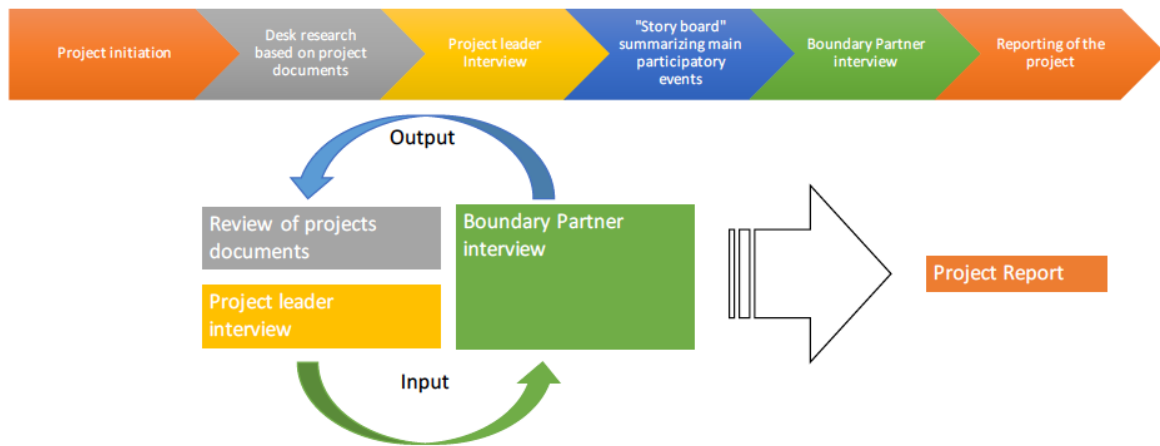 Project initiation
Desk research
based on project
documents
Project leader
Interview
"Story board"
summarizing main
participatory
events
Boundary Partner
interview
Reporting of the
project
Output
Review of projects
documents
Project leader
interview
Boundary Partner
interview
Project Report
Input